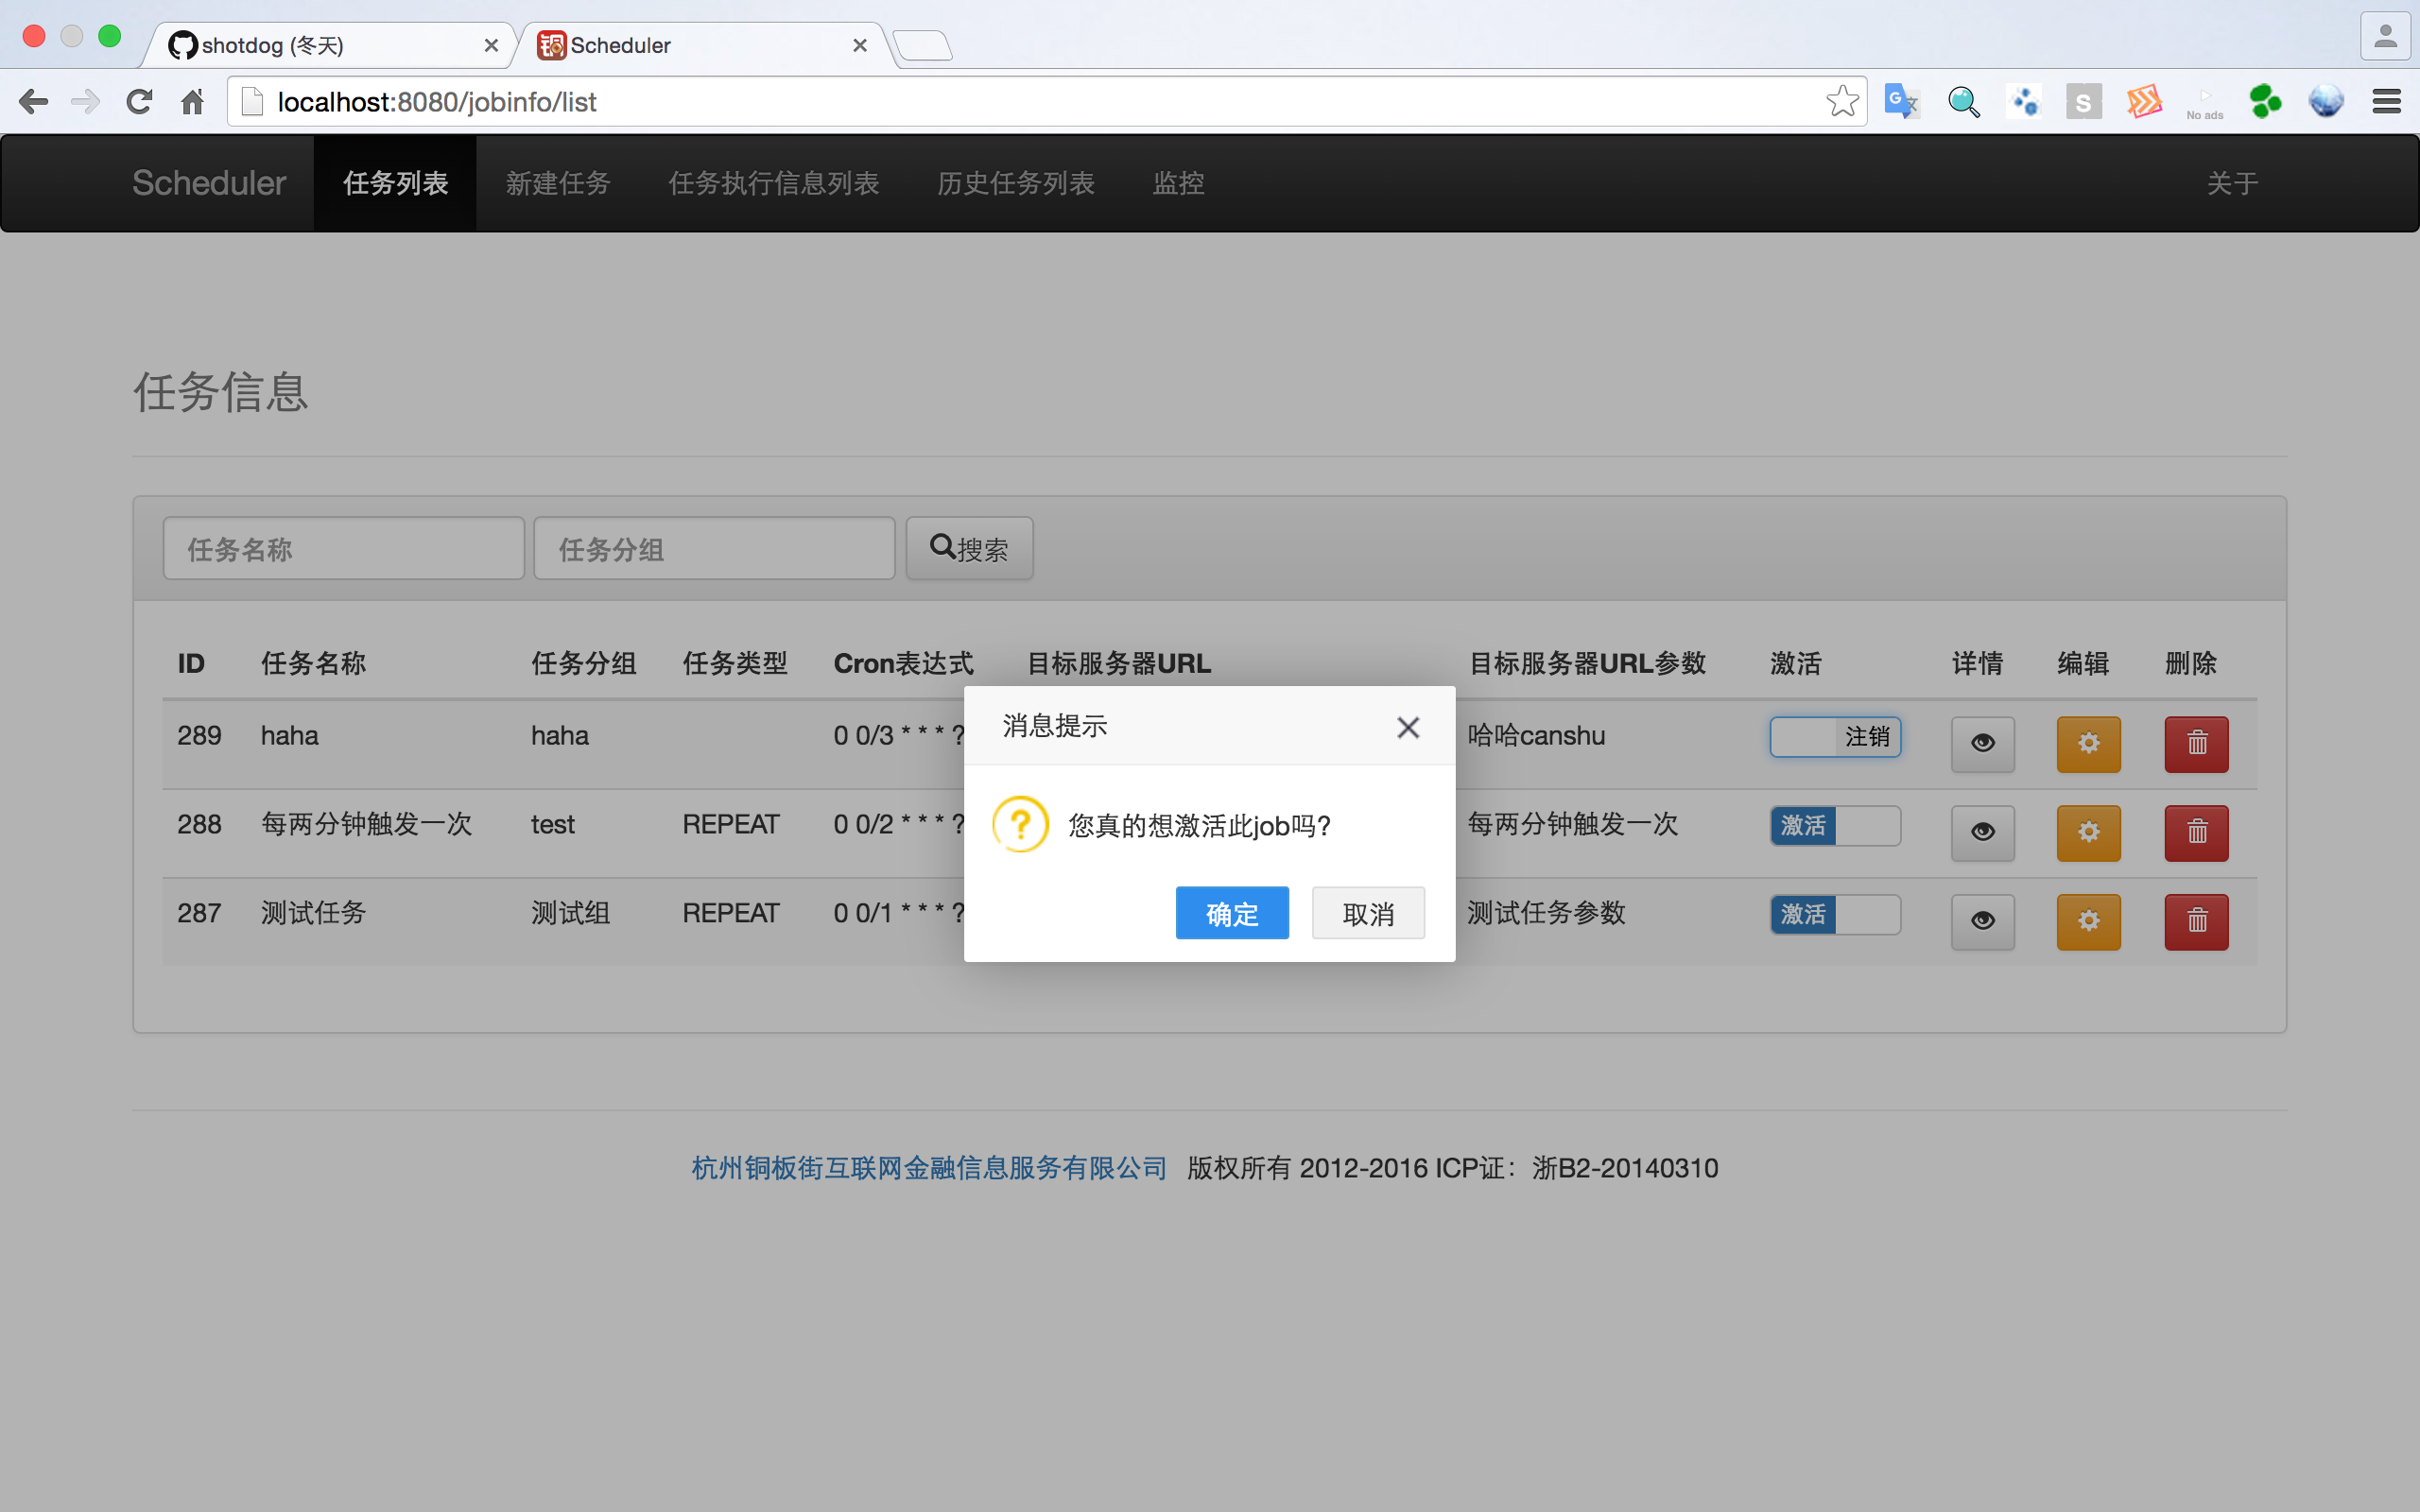 shotdog (冬天)
Scheduler
localhost:8080/jobinfo/list
No ads
Scheduler 任务列表 新建任务 任务执行信息列表 历史任务列表 监控 关于
任务信息
任务名称 任务分组 搜索
ID 任务名称 任务分组 任务类型 Cron表达式 目标服务器URL 目标服务器URL参数 激活 详情 编辑 删除
289 haha haha 0 0/3 * * * ? 哈哈canshu 注销
288 每两分钟触发一次 test REPEAT 0 0/2 * * * ? 每两分钟触发一次 激活
287 测试任务 测试组 REPEAT 0 0/1 * * * ? 测试任务参数 激活
消息提示
您真的想激活此job吗?
确定 取消
杭州铜板街互联网金融信息服务有限公司 版权所有 2012-2016 ICP证：浙B2-20140310